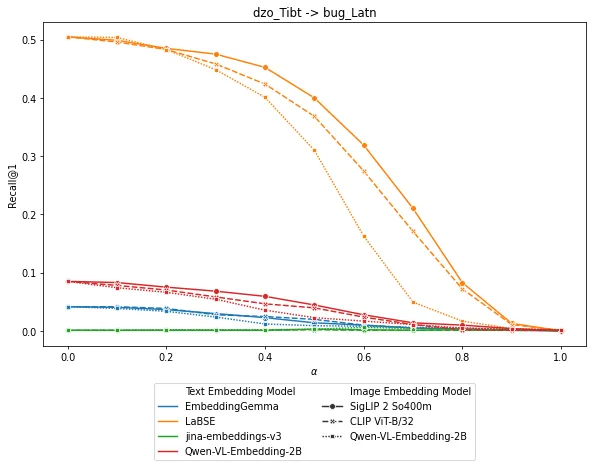 dzo_Tibt -> bug_Latn
Recall@1
0.5
0.4
0.3
0.2
0.1
0.0
0.0 0.2 0.4 0.6 0.8 1.0
α
Text Embedding Model
EmbeddingGemma
LaBSE
jina-embeddings-v3
Qwen-VL-Embedding-2B
Image Embedding Model
SigLIP 2 So400m
CLIP ViT-B/32
Qwen-VL-Embedding-2B